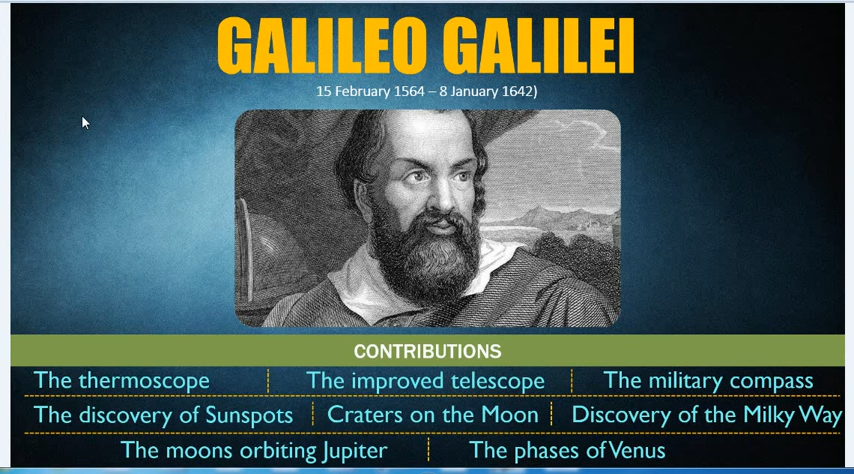 GALILEO GALILEI
15 February 1564 – 8 January 1642)
CONTRIBUTIONS
The thermoscope The improved telescope The military compass
The discovery of Sunspots Craters on the Moon Discovery of the Milky Way
The moons orbiting Jupiter The phases of Venus